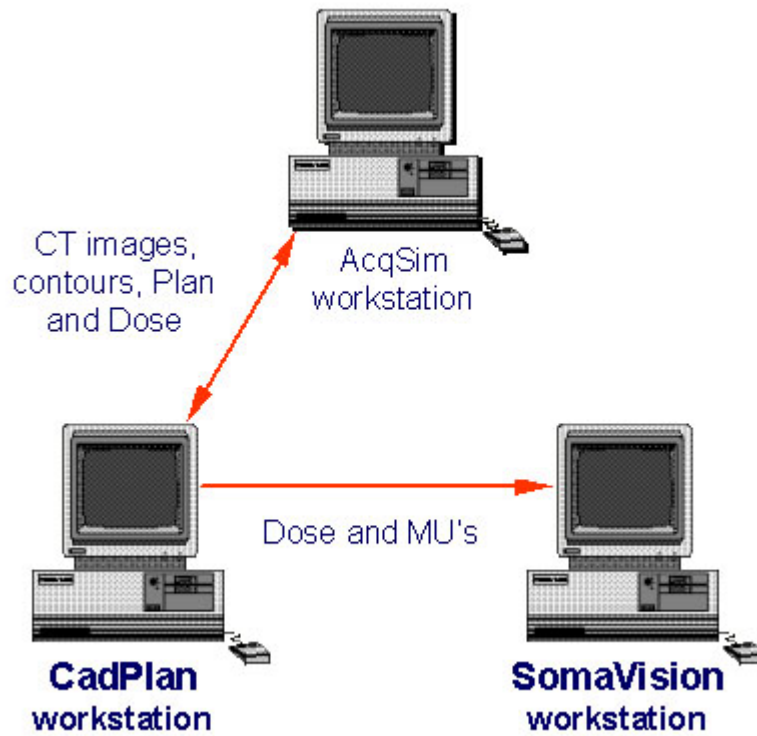 CT images,
contours, Plan
and Dose
AcqSim
workstation
Dose and MU's
CadPlan
workstation
SomaVision
workstation